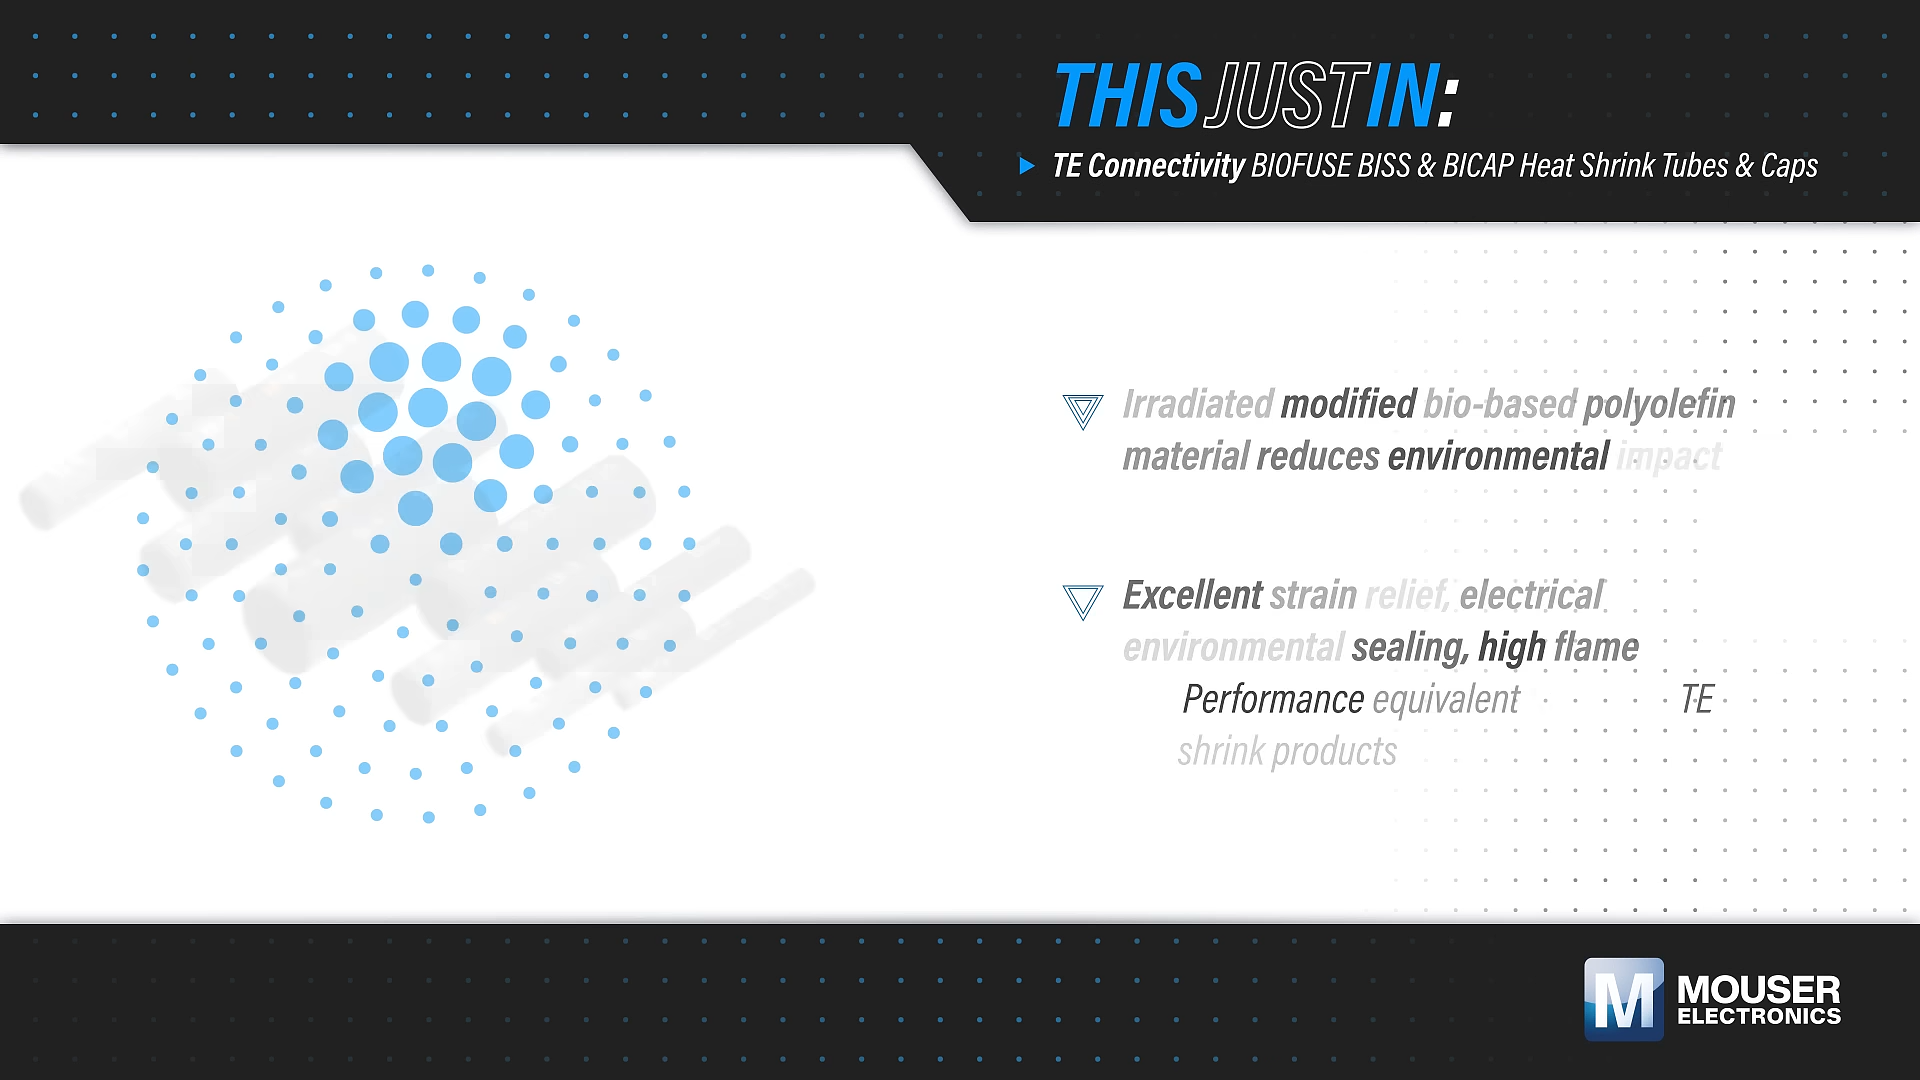 THIS JUST IN:
TE Connectivity BIOFUSE BISS & BICAP Heat Shrink Tubes & Caps
Irradiated modified bio-based polyolefin
material reduces environmental impact
Excellent strain relief, electrical
environmental sealing, high flame
Performance equivalent TE
shrink products
M
MOUSER
ELECTRONICS